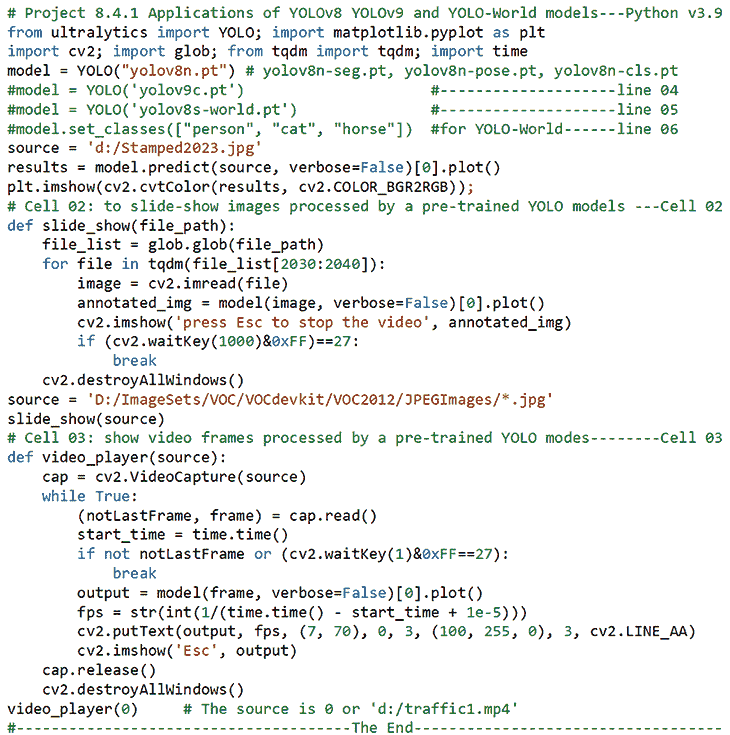 # Project 8.4.1 Applications of YOLOv8 YOLOv9 and YOLO-World models---Python v3.9
from ultralytics import YOLO; import matplotlib.pyplot as plt
import cv2; import glob; from tqdm import tqdm; import time
model = YOLO("yolov8n.pt") # yolov8n-seg.pt, yolov8n-pose.pt, yolov8n-cls.pt
#model = YOLO('yolov9c.pt')                  #--------------------line 04
#model = YOLO('yolov8s-world.pt')            #--------------------line 05
#model.set_classes(["person", "cat", "horse"])  #for YOLO-World------line 06
source = 'd:/Stamped2023.jpg'
results = model.predict(source, verbose=False)[0].plot()
plt.imshow(cv2.cvtColor(results, cv2.COLOR_BGR2RGB));
# Cell 02: to slide-show images processed by a pre-trained YOLO models ---Cell 02
def slide_show(file_path):
    file_list = glob.glob(file_path)
    for file in tqdm(file_list[2030:2040]):
        image = cv2.imread(file)
        annotated_img = model(image, verbose=False)[0].plot()
        cv2.imshow('press Esc to stop the video', annotated_img)
        if (cv2.waitKey(1000)&0xFF)==27:
            break
    cv2.destroyAllWindows()
source = 'D:/ImageSets/VOC/VOCdevkit/VOC2012/JPEGImages/*.jpg'
slide_show(source)
# Cell 03: show video frames processed by a pre-trained YOLO modes--------Cell 03
def video_player(source):
    cap = cv2.VideoCapture(source)
    while True:
        (notLastFrame, frame) = cap.read()
        start_time = time.time()
        if not notLastFrame or (cv2.waitKey(1)&0xFF==27):
            break
        output = model(frame, verbose=False)[0].plot()
        fps = str(int(1/(time.time() - start_time + 1e-5)))
        cv2.putText(output, fps, (7, 70), 0, 3, (100, 255, 0), 3, cv2.LINE_AA)
        cv2.imshow('Esc', output)
    cap.release()
    cv2.destroyAllWindows()
video_player(0)     # The source is 0 or 'd:/traffic1.mp4'
#--------------------------------------The End-----------------------------------